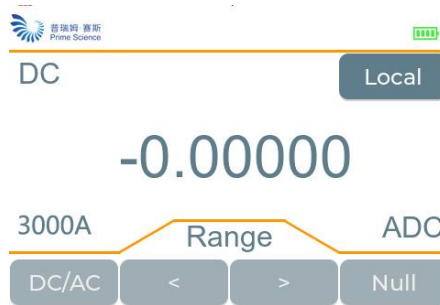 普瑞姆·赛斯
Prime Science
DC
Local
-0.00000
3000A
Range
ADC
DC/AC
<
>
Null